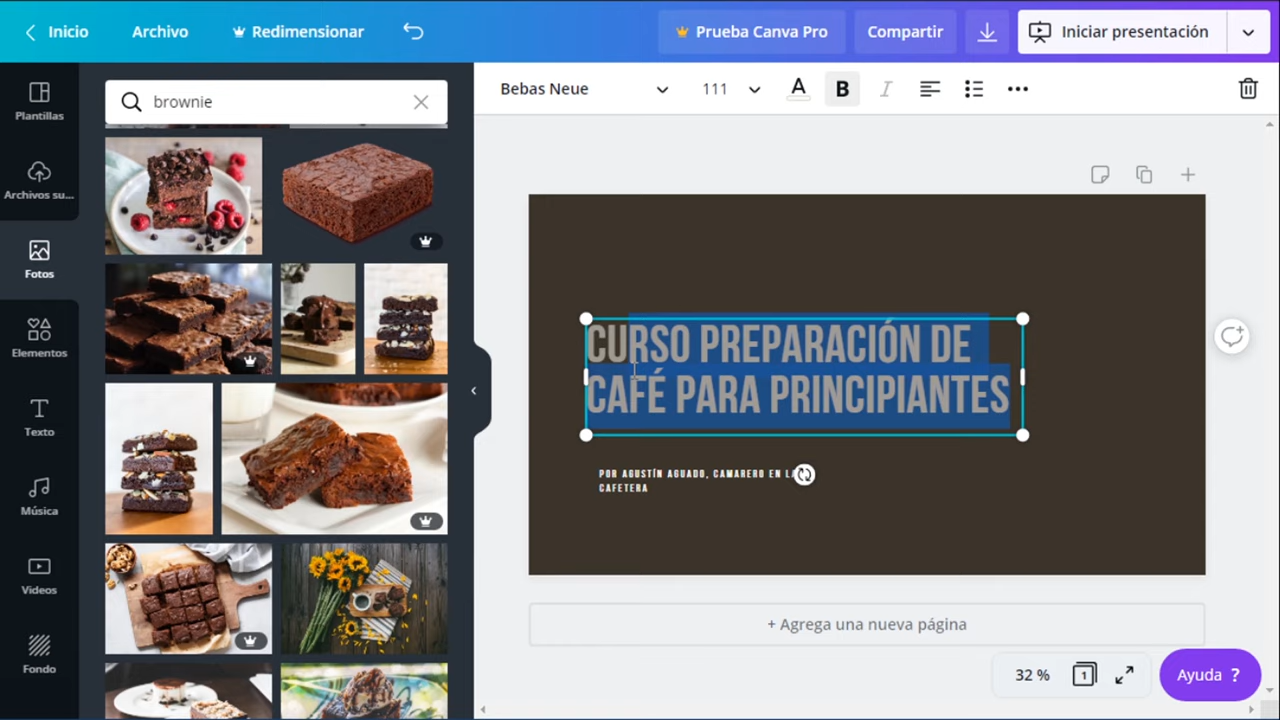 Inicio
Archivo
Redimensionar
Prueba Canva Pro
Compartir
Iniciar presentación
Plantillas
Archivos su...
Fotos
Elementos
Texto
Música
Videos
Fondo
brownie
Bebas Neue
111
A
B
I
CURSO PREPARACIÓN DE
CAFÉ PARA PRINCIPIANTES
POR AGUSTÍN AGUADO, CAMARERO EN LA
CAFETERA
+ Agrega una nueva página
32 %
1
Ayuda ?